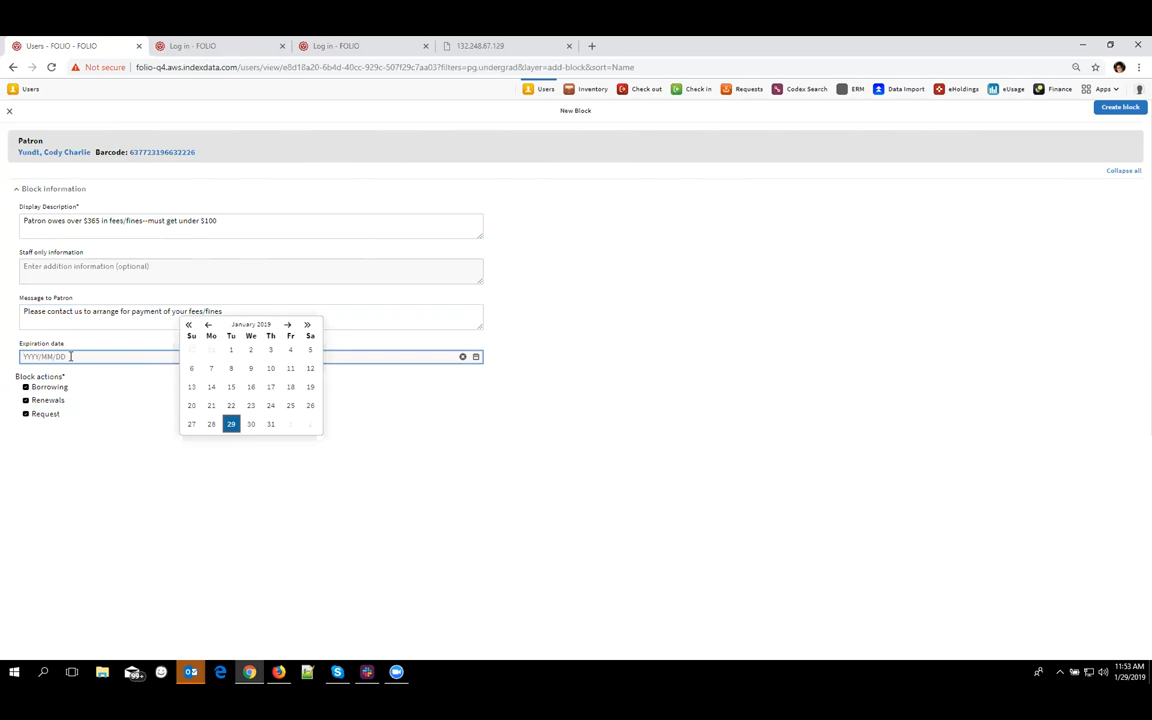 Users - FOLIO - FOLIO
Log in - FOLIO
Log in - FOLIO
132.248.67.129
Not secure
folio-q4.aws.indexdata.com/users/view/e8d18a20-6b4d-40cc-929c-507f29c7aa03?filters=pg.undergrad&layer=add-block&sort=Name
Users
Users
Inventory
Check out
Check in
Requests
Codex Search
ERM
Data Import
eHoldings
eUsage
Finance
Apps
New Block
Create block
Patron
Yundt, Cody Charlie Barcode: 637723196632226
Collapse all
Block information
Display Description*
Patron owes over $365 in fees/fines--must get under $100
Staff only information
Enter addition information (optional)
Message to Patron
Please contact us to arrange for payment of your fees/fines
Expiration date
YYYY/MM/DD
January 2019
Su Mo Tu We Th Fr Sa
1 2 3 4 5
6 7 8 9 10 11 12
13 14 15 16 17 18 19
20 21 22 23 24 25 26
27 28 29 30 31
Block actions*
Borrowing
Renewals
Request
99+
11:53 AM
1/29/2019